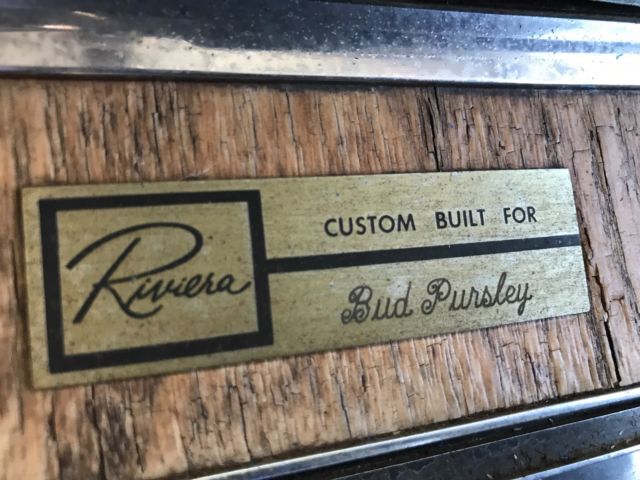 Riviera
CUSTOM BUILT FOR
Bud Pursley